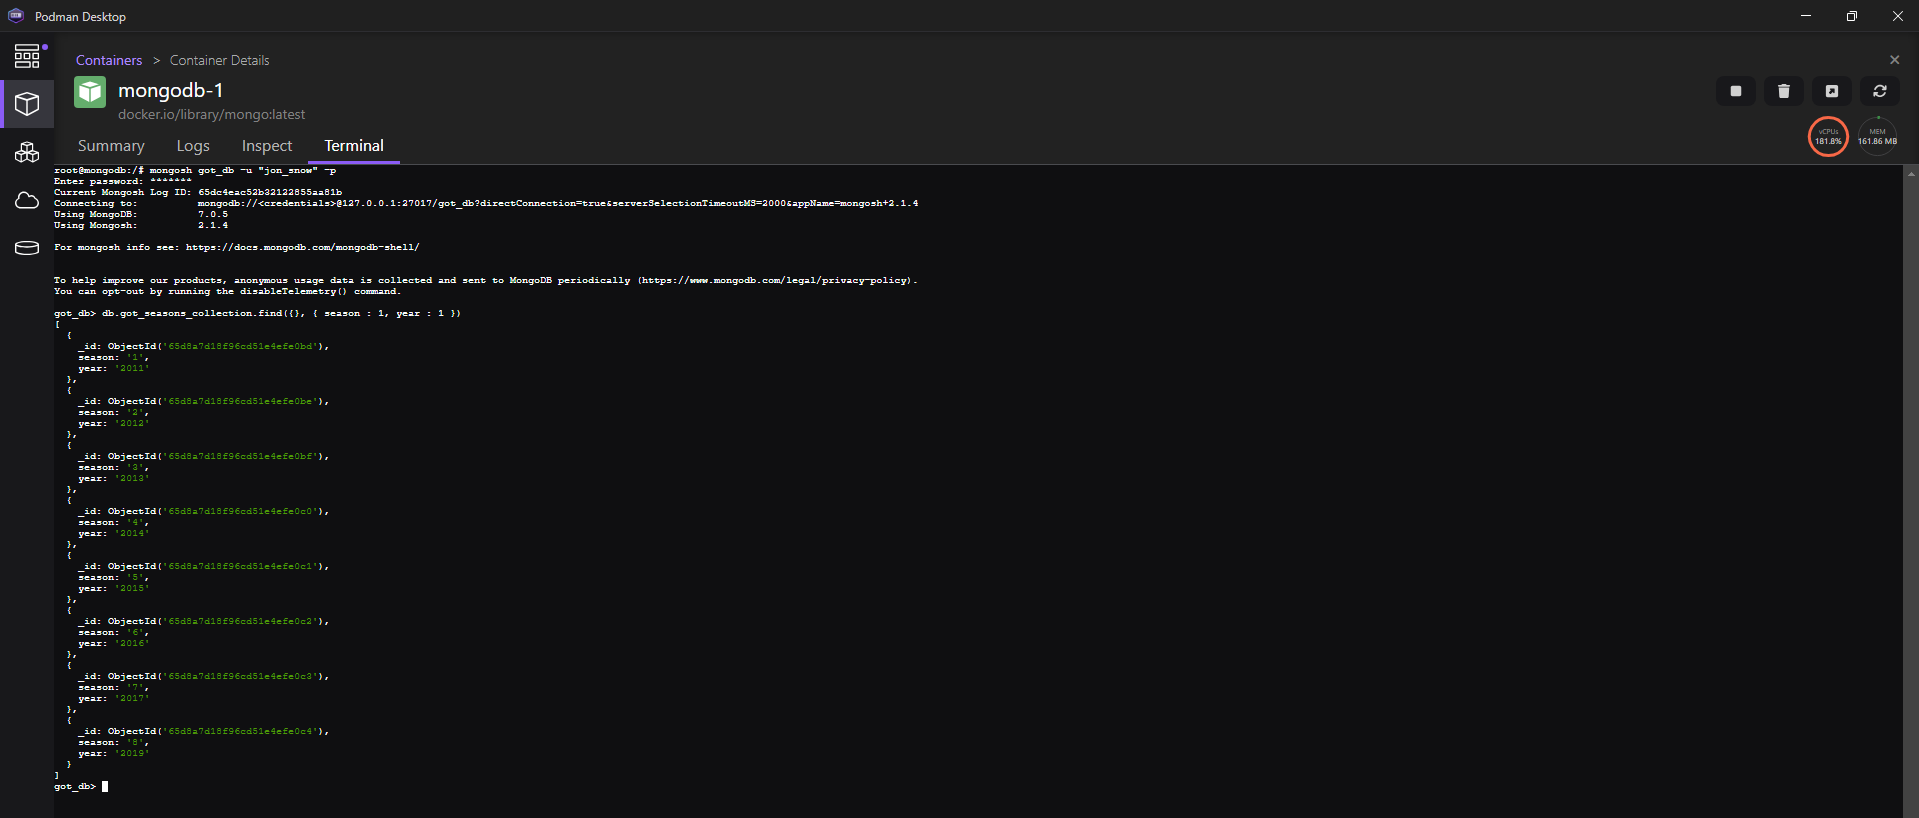 Podman Desktop
Containers > Container Details
mongodb-1
docker.io/library/mongo:latest
Summary Logs Inspect Terminal
vCPUs
181.8%
MEM
161.86 MB
root@mongodb:/# mongosh got_db -u "jon_snow" -p
Enter password: *******
Current Mongosh Log ID: 65dc4eac52b32122855aa81b
Connecting to: mongodb://<credentials>@127.0.0.1:27017/got_db?directConnection=true&serverSelectionTimeoutMS=2000&appName=mongosh+2.1.4
Using MongoDB: 7.0.5
Using Mongosh: 2.1.4
For mongosh info see: https://docs.mongodb.com/mongodb-shell/
To help improve our products, anonymous usage data is collected and sent to MongoDB periodically (https://www.mongodb.com/legal/privacy-policy).
You can opt-out by running the disableTelemetry() command.
got_db> db.got_seasons_collection.find({}, { season : 1, year : 1 })
[
{
_id: ObjectId('65d8a7d18f96cd51e4efe0bd'),
season: '1',
year: '2011'
},
{
_id: ObjectId('65d8a7d18f96cd51e4efe0be'),
season: '2',
year: '2012'
},
{
_id: ObjectId('65d8a7d18f96cd51e4efe0bf'),
season: '3',
year: '2013'
},
{
_id: ObjectId('65d8a7d18f96cd51e4efe0c0'),
season: '4',
year: '2014'
},
{
_id: ObjectId('65d8a7d18f96cd51e4efe0c1'),
season: '5',
year: '2015'
},
{
_id: ObjectId('65d8a7d18f96cd51e4efe0c2'),
season: '6',
year: '2016'
},
{
_id: ObjectId('65d8a7d18f96cd51e4efe0c3'),
season: '7',
year: '2017'
},
{
_id: ObjectId('65d8a7d18f96cd51e4efe0c4'),
season: '8',
year: '2019'
}
]
got_db>